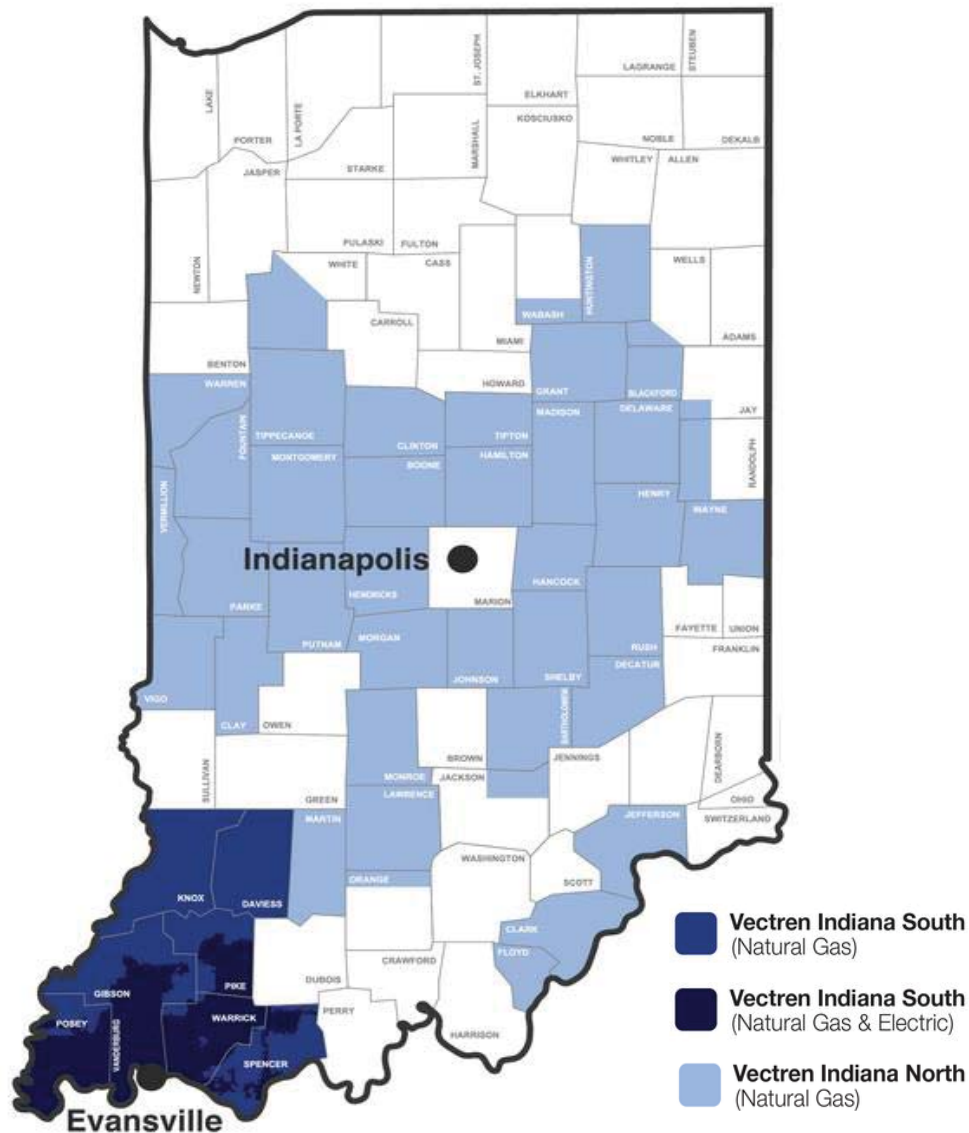 ST. JOSEPH
STEUBEN
LAGRANGE
LAKE
LA PORTE
ELKHART
KOSCIUSKO
PORTER
MARSHALL
NOBLE
DEKALB
JASPER
STARKE
WHITLEY
ALLEN
PULASKI
FULTON
NEWTON
WHITE
CASS
HUNTINGTON
WELLS
WABASH
CARROLL
MIAMI
ADAMS
BENTON
WARREN
HOWARD
GRANT
BLACKFORD
FOUNTAIN
TIPPECANOE
CLINTON
TIPTON
MADISON
DELAWARE
JAY
MONTGOMERY
BOONE
HAMILTON
RANDOLPH
VERMILLION
HENRY
WAYNE
Indianapolis
HENDRICKS
MARION
HANCOCK
PARKE
PUTNAM
MORGAN
JOHNSON
SHELBY
RUSH
DECATUR
FAYETTE
UNION
FRANKLIN
VIGO
CLAY
OWEN
BARTHOLOMEW
BROWN
SULLIVAN
MONROE
JACKSON
JENNINGS
DEARBORN
GREEN
LAWRENCE
OHIO
MARTIN
JEFFERSON
SWITZERLAND
WASHINGTON
ORANGE
SCOTT
KNOX
DAVIESS
CLARK
FLOYD
CRAWFORD
DUBOIS
PIKE
GIBSON
PERRY
WARRICK
POSEY
VANDERBURG
HARRISON
SPENCER
Evansville
Vectren Indiana South
(Natural Gas)
Vectren Indiana South
(Natural Gas & Electric)
Vectren Indiana North
(Natural Gas)